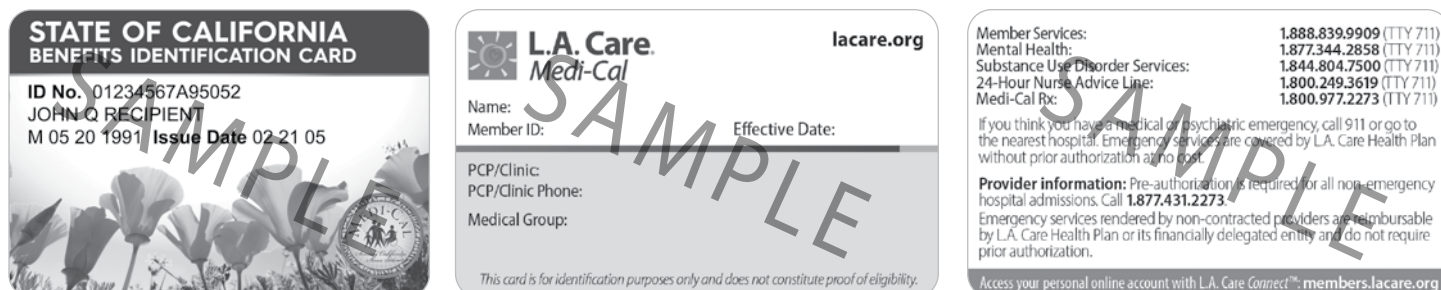 STATE OF CALIFORNIA
BENEFITS IDENTIFICATION CARD
ID No. 01234567A95052
JOHN Q RECIPIENT
M 05 20 1991 Issue Date 02 21 05
MEDI-CAL
SAMPLE
L.A. Care®
Medi-Cal
lacare.org
Name:
Member ID:
Effective Date:
PCP/Clinic:
PCP/Clinic Phone:
Medical Group:
This card is for identification purposes only and does not constitute proof of eligibility.
SAMPLE
Member Services: 1.888.839.9909 (TTY 711)
Mental Health: 1.877.344.2858 (TTY 711)
Substance Use Disorder Services: 1.844.804.7500 (TTY 711)
24-Hour Nurse Advice Line: 1.800.249.3619 (TTY 711)
Medi-Cal Rx: 1.800.977.2273 (TTY 711)
If you think you have a medical or psychiatric emergency, call 911 or go to
the nearest hospital. Emergency services are covered by L.A. Care Health Plan
without prior authorization at no cost.
Provider information: Pre-authorization is required for all non-emergency
hospital admissions. Call 1.877.431.2273.
Emergency services rendered by non-contracted providers are reimbursable
by L.A. Care Health Plan or its financially delegated entity and do not require
prior authorization.
Access your personal online account with L.A. Care Connect™: members.lacare.org
SAMPLE